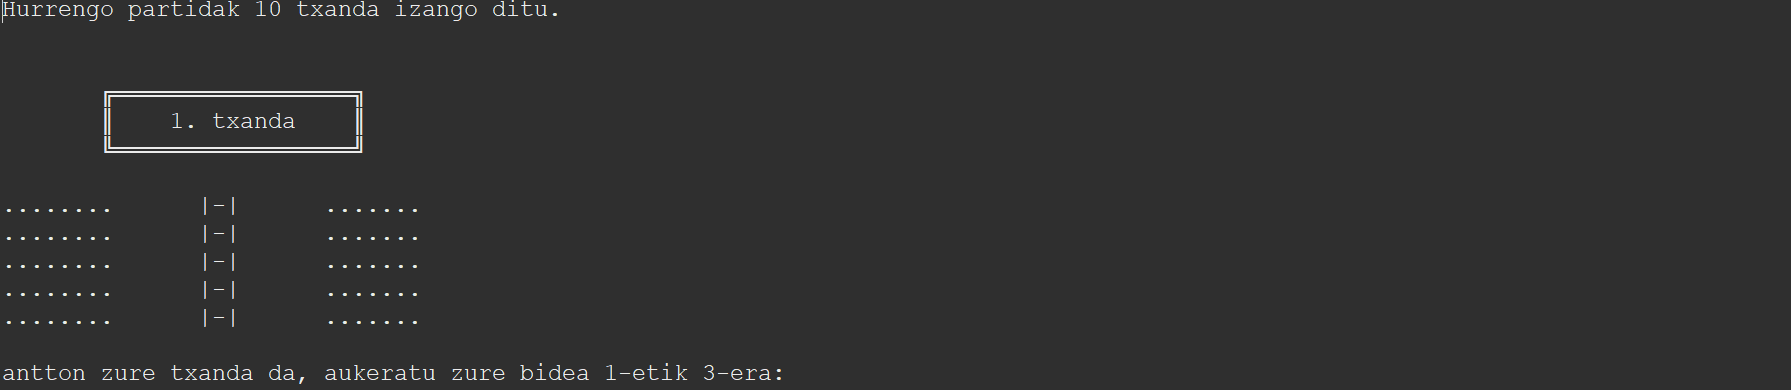 Hurrengo partidak 10 txanda izango ditu.
1. txanda
........ |-| .......
........ |-| .......
........ |-| .......
........ |-| .......
........ |-| .......
antton zure txanda da, aukeratu zure bidea 1-etik 3-era: